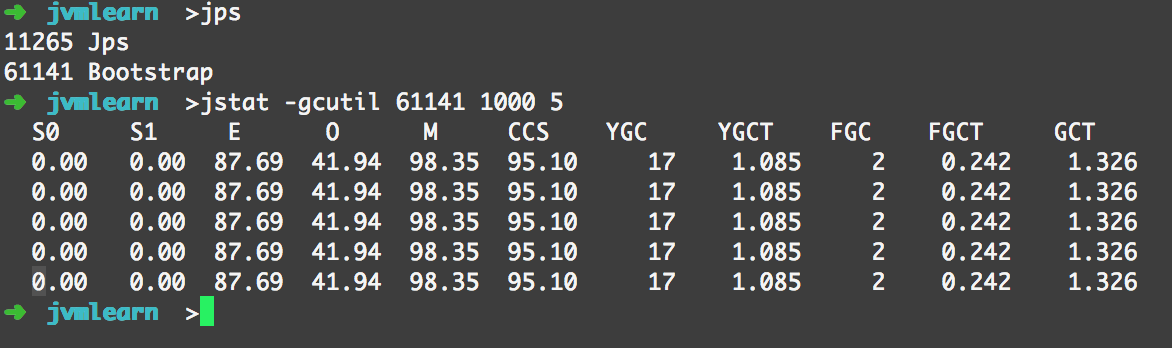 ➜ jvmlearn >jps
11265 Jps
61141 Bootstrap
➜ jvmlearn >jstat -gcutil 61141 1000 5
S0 S1 E O M CCS YGC YGCT FGC FGCT GCT
0.00 0.00 87.69 41.94 98.35 95.10 17 1.085 2 0.242 1.326
0.00 0.00 87.69 41.94 98.35 95.10 17 1.085 2 0.242 1.326
0.00 0.00 87.69 41.94 98.35 95.10 17 1.085 2 0.242 1.326
0.00 0.00 87.69 41.94 98.35 95.10 17 1.085 2 0.242 1.326
0.00 0.00 87.69 41.94 98.35 95.10 17 1.085 2 0.242 1.326
➜ jvmlearn >